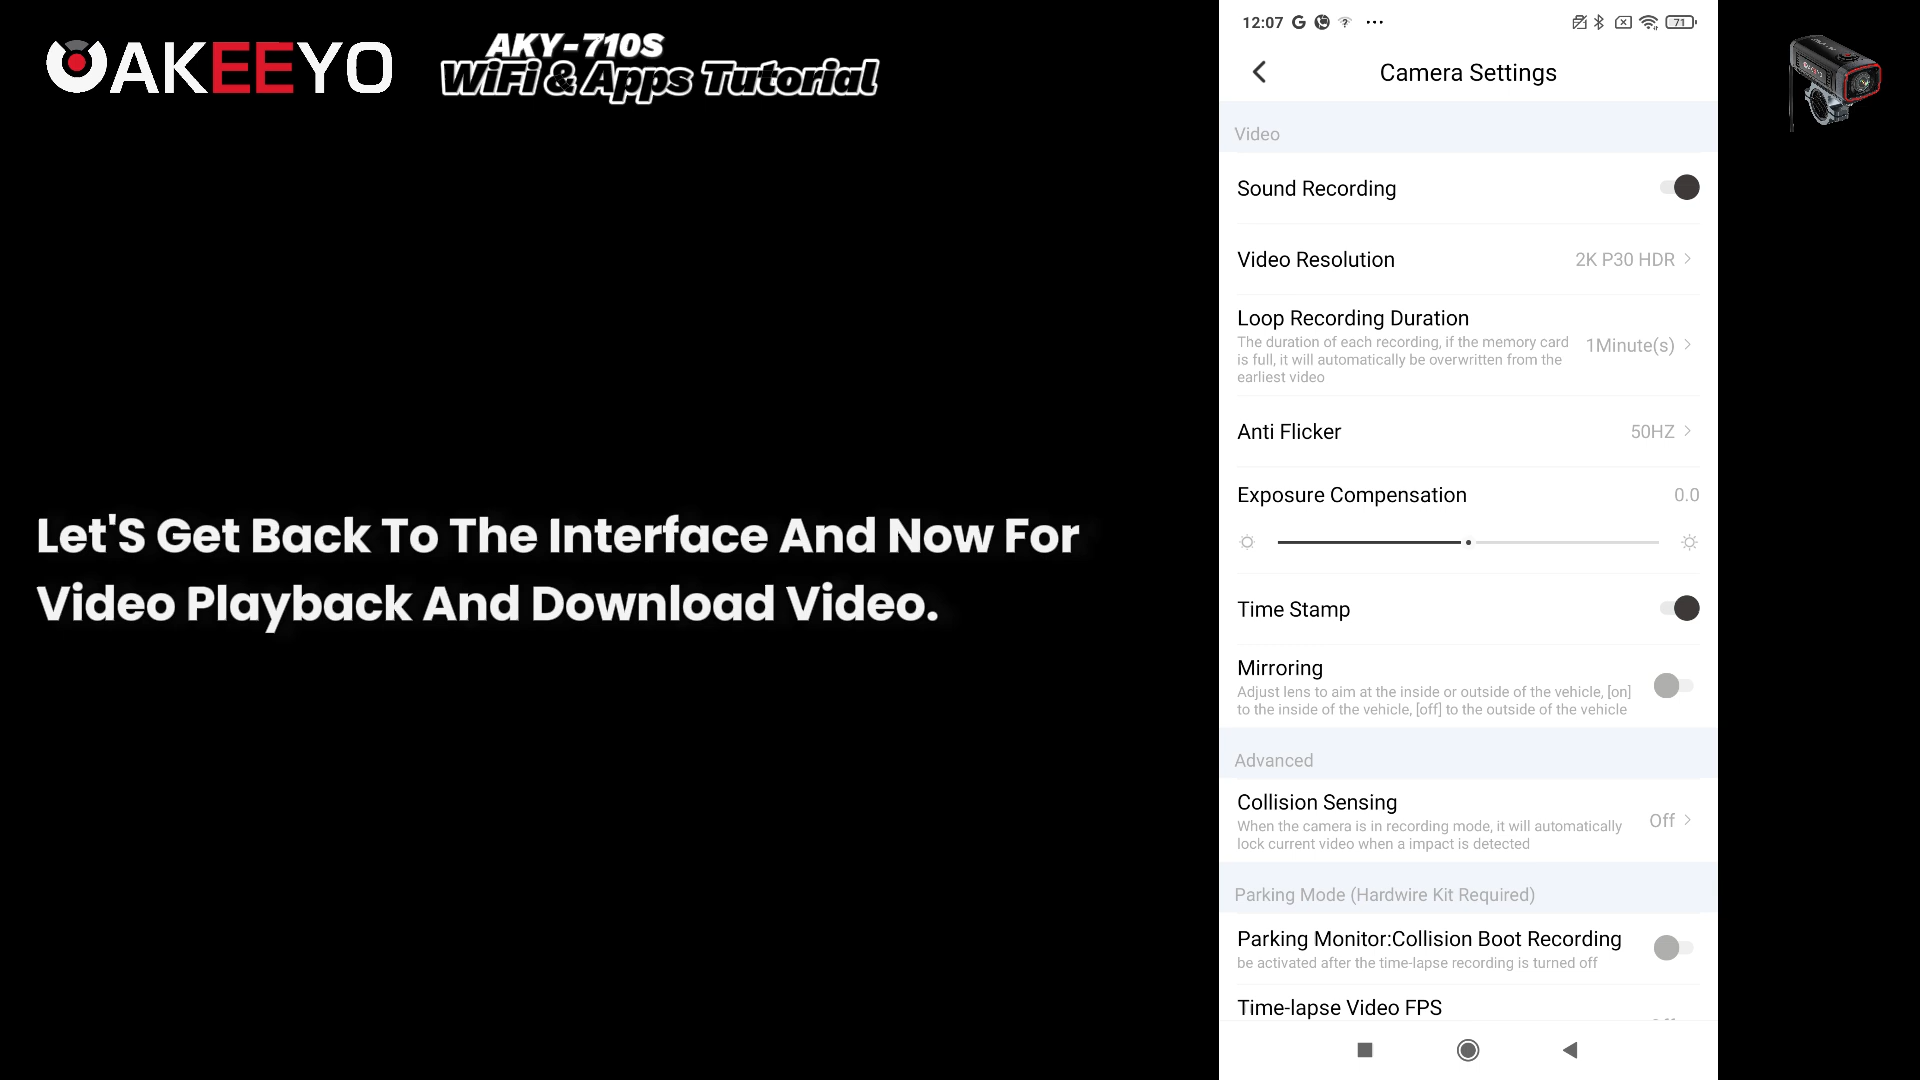 OAKEEYO
AKY-710S
WiFi & Apps Tutorial
Let'S Get Back To The Interface And Now For
Video Playback And Download Video.
12:07
71
Camera Settings
Video
Sound Recording
Video Resolution
2K P30 HDR
Loop Recording Duration
The duration of each recording, if the memory card
is full, it will automatically be overwritten from the
earliest video
1Minute(s)
Anti Flicker
50HZ
Exposure Compensation
0.0
Time Stamp
Mirroring
Adjust lens to aim at the inside or outside of the vehicle, [on]
to the inside of the vehicle, [off] to the outside of the vehicle
Advanced
Collision Sensing
When the camera is in recording mode, it will automatically
lock current video when a impact is detected
Off
Parking Mode (Hardwire Kit Required)
Parking Monitor:Collision Boot Recording
be activated after the time-lapse recording is turned off
Time-lapse Video FPS